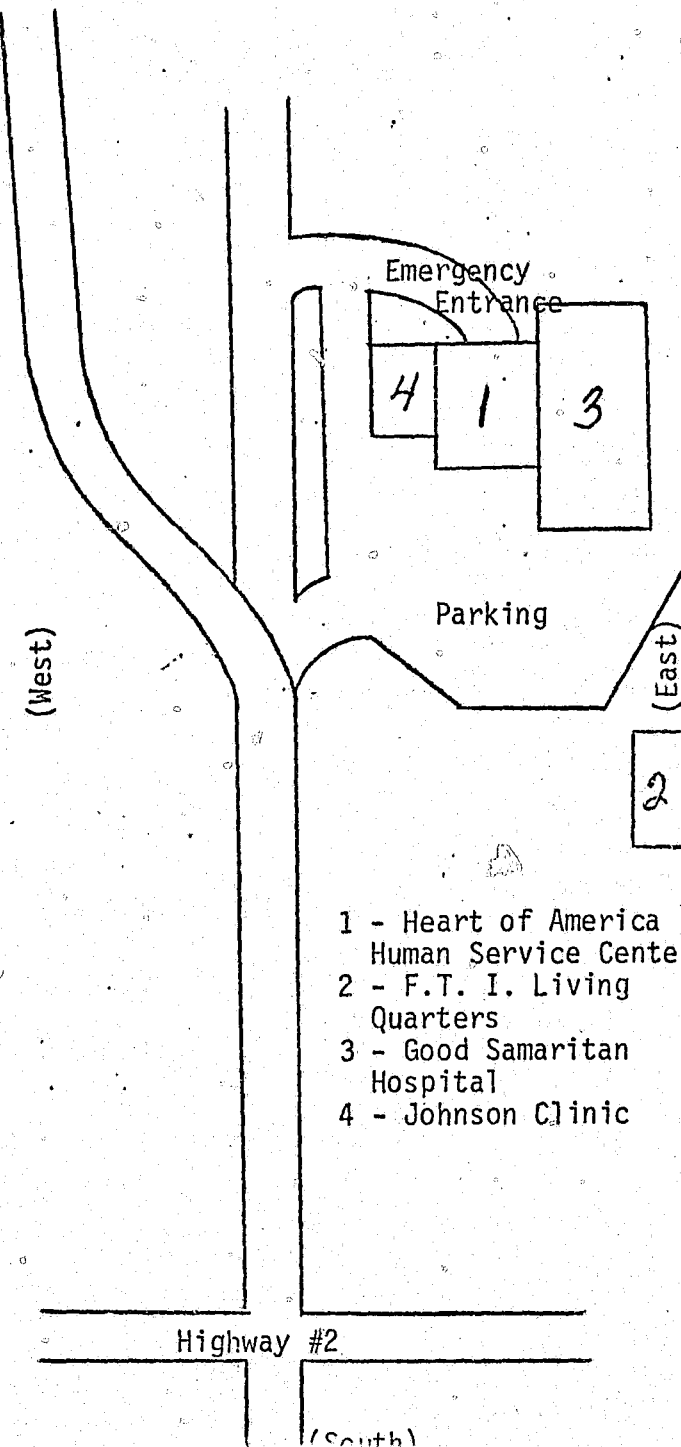 Emergency
Entrance
4
1
3
Parking
(West)
(East)
2
1 - Heart of America
Human Service Cente
2 - F.T. I. Living
Quarters
3 - Good Samaritan
Hospital
4 - Johnson Clinic
Highway #2
(South)